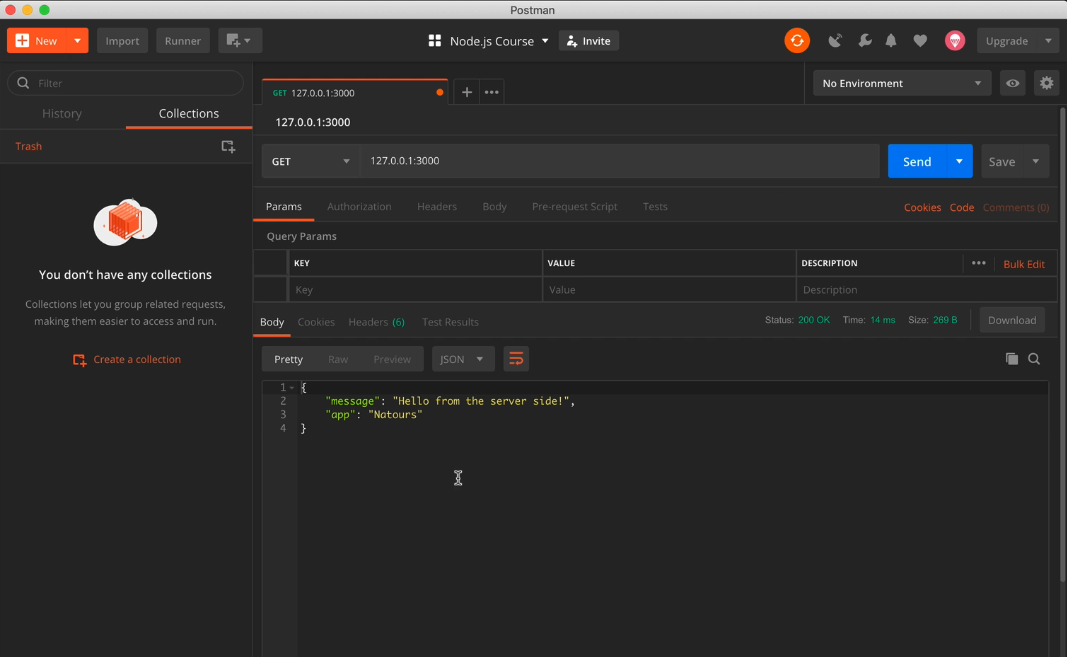 Postman
New
Import
Runner
Node.js Course
Invite
Upgrade
Filter
History
Collections
Trash
You don't have any collections
Collections let you group related requests,
making them easier to access and run.
Create a collection
GET 127.0.0.1:3000
No Environment
127.0.0.1:3000
GET
127.0.0.1:3000
Send
Save
Params
Authorization
Headers
Body
Pre-request Script
Tests
Cookies
Code
Comments (0)
Query Params
KEY
VALUE
DESCRIPTION
Bulk Edit
Key
Value
Description
Body
Cookies
Headers (6)
Test Results
Status: 200 OK
Time: 14 ms
Size: 269 B
Download
Pretty
Raw
Preview
JSON
1 {
2 "message": "Hello from the server side!",
3 "app": "Natours"
4 }